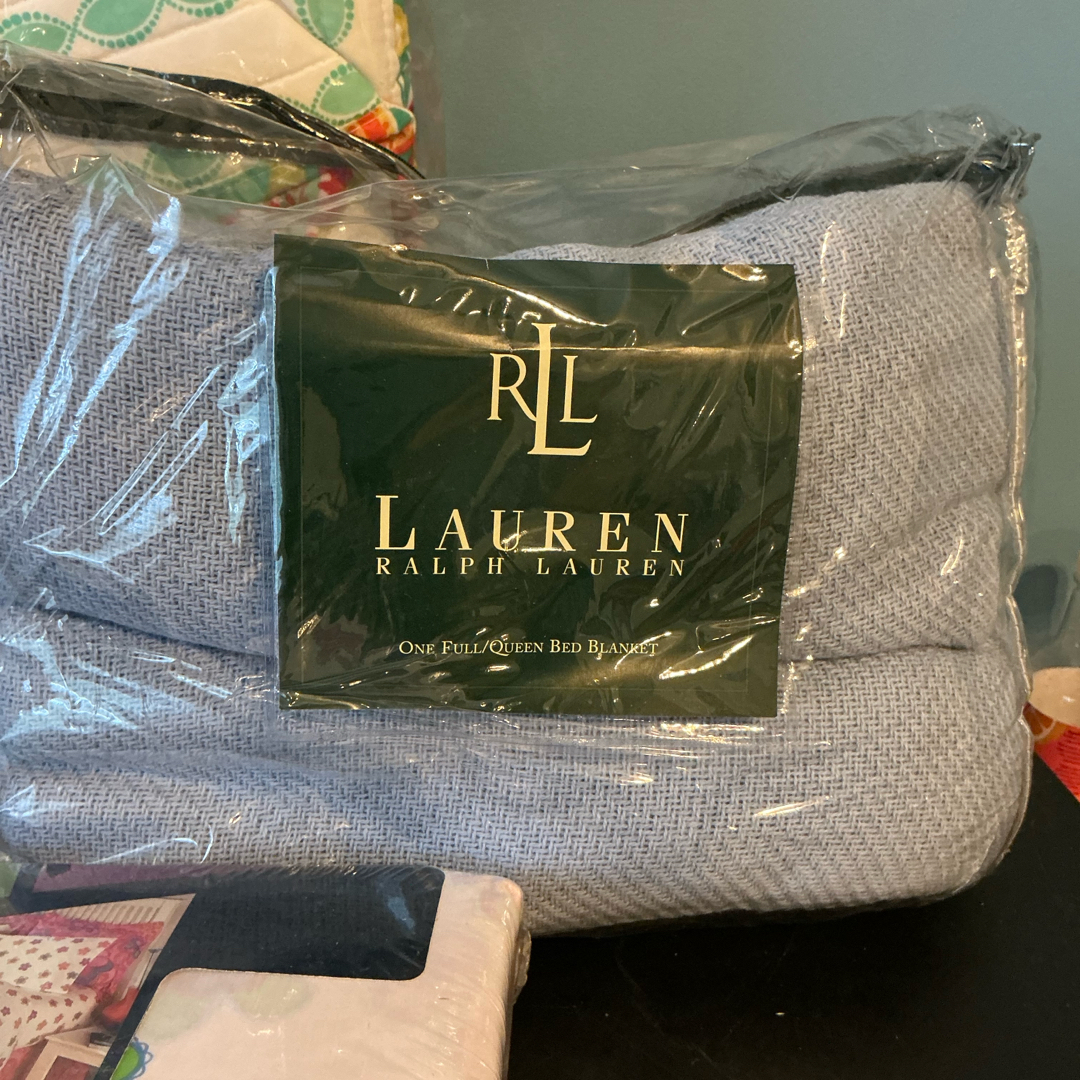 RLL
LAUREN
RALPH LAUREN
ONE FULL/QUEEN BED BLANKET